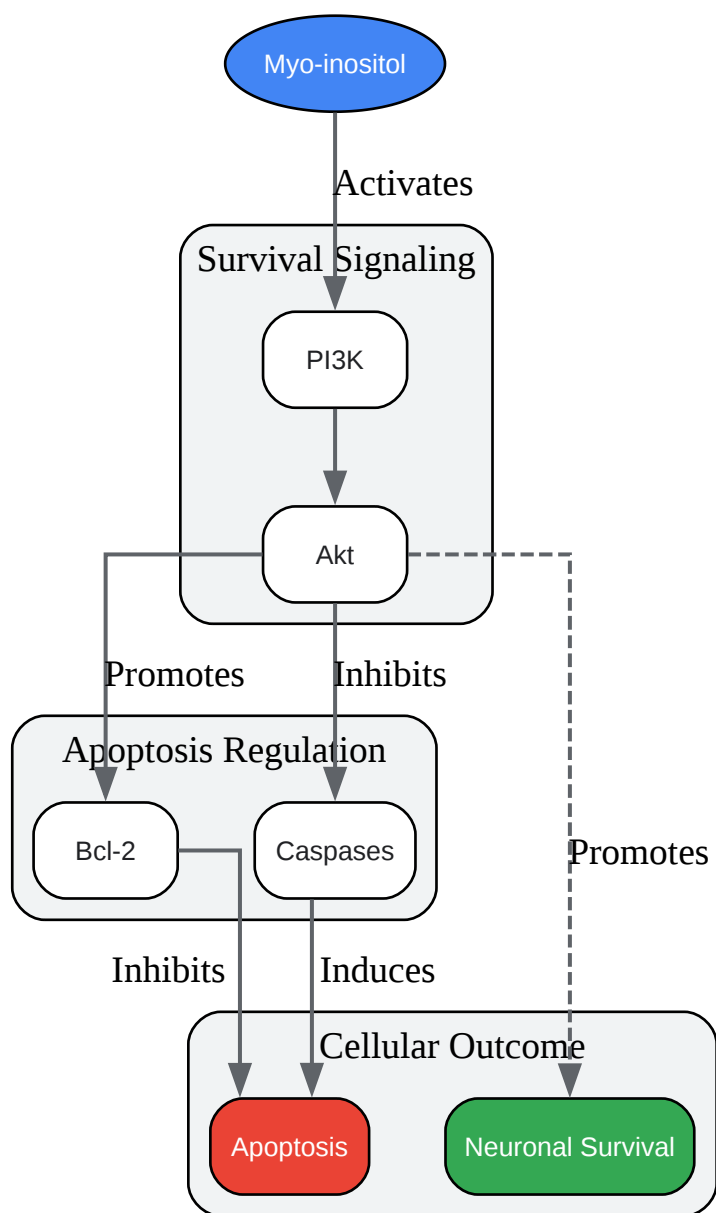 Myo-inositol
Activates
Survival Signaling
PI3K
Akt
Promotes
Inhibits
Apoptosis Regulation
Bcl-2
Caspases
Promotes
Inhibits
Induces
Cellular Outcome
Apoptosis
Neuronal Survival